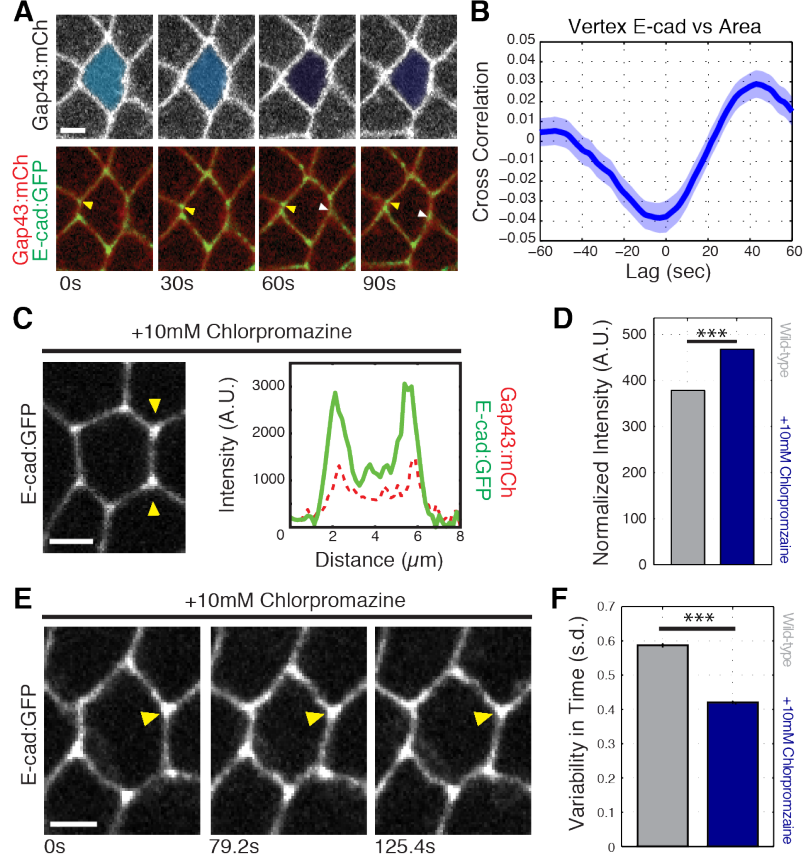 A
Gap43:mCh
Gap43:mCh
E-cad:GFP
0s
30s
60s
90s
B
Vertex E-cad vs Area
Cross Correlation
0.05
0.04
0.03
0.02
0.01
0
−0.01
−0.02
−0.03
−0.04
−0.05
−60
−40
−20
0
20
40
60
Lag (sec)
C
+10mM Chlorpromazine
E-cad:GFP
Intensity (A.U.)
3000
2000
1000
0
2
4
6
8
Distance (µm)
Gap43:mCh
E-cad:GFP
D
Normalized Intensity (A.U.)
500
400
300
200
100
0
***
Wild-type
+10mM Chlorpromzaine
E
+10mM Chlorpromazine
E-cad:GFP
0s
79.2s
125.4s
F
Variability in Time (s.d.)
0.7
0.6
0.5
0.4
0.3
0.2
0.1
0
***
Wild-type
+10mM Chlorpromzaine